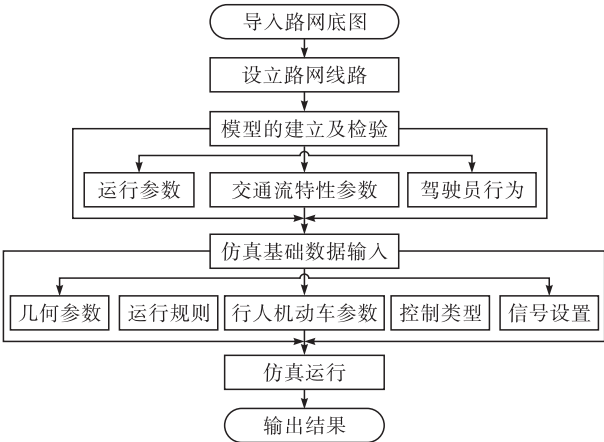 导入路网底图
设立路网线路
模型的建立及检验
运行参数
交通流特性参数
驾驶员行为
仿真基础数据输入
几何参数
运行规则
行人机动车参数
控制类型
信号设置
仿真运行
输出结果